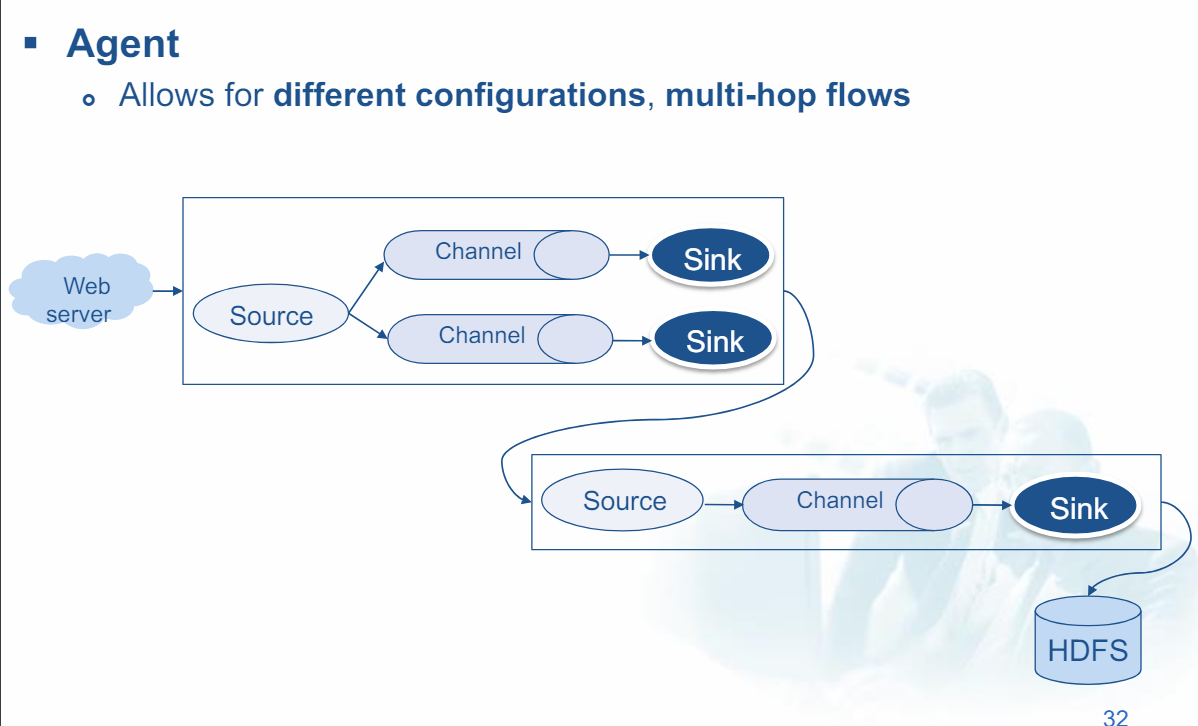 ▪ Agent
o Allows for different configurations, multi-hop flows
Web
server
Source
Channel
Sink
Channel
Sink
Source
Channel
Sink
HDFS
32